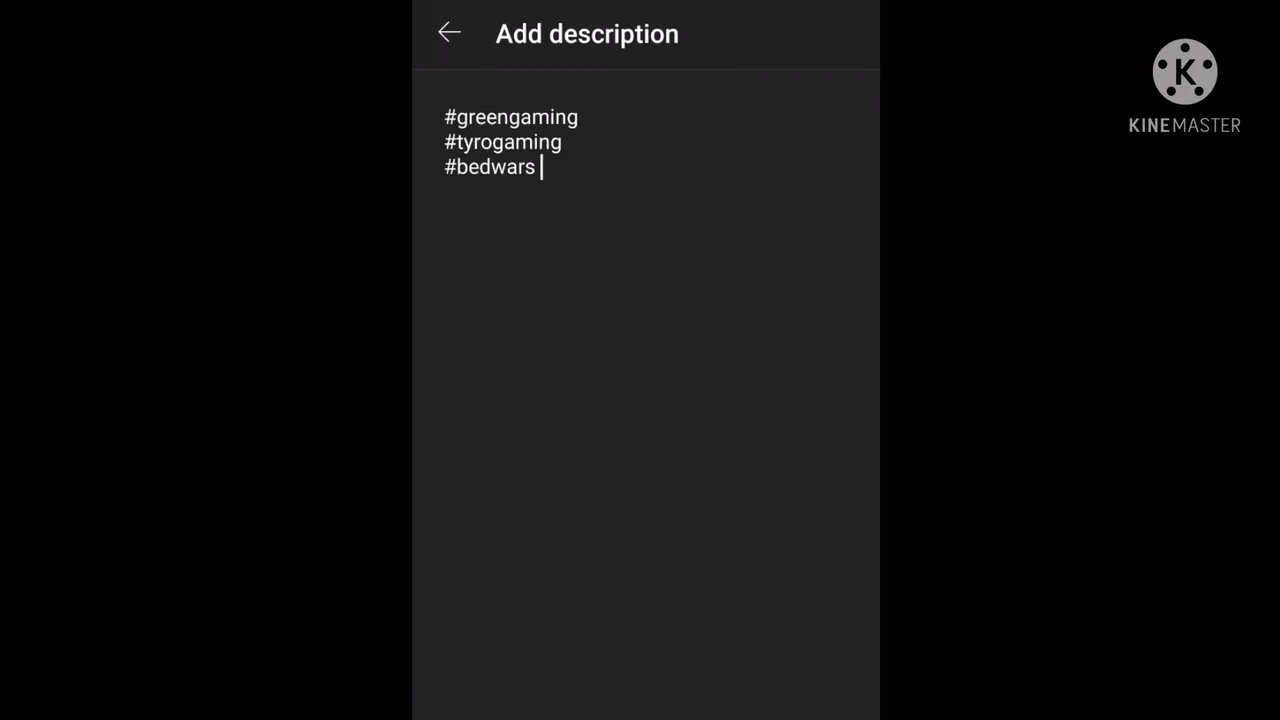 Add description
#greengaming
#tyrogaming
#bedwars
K
KINEMASTER